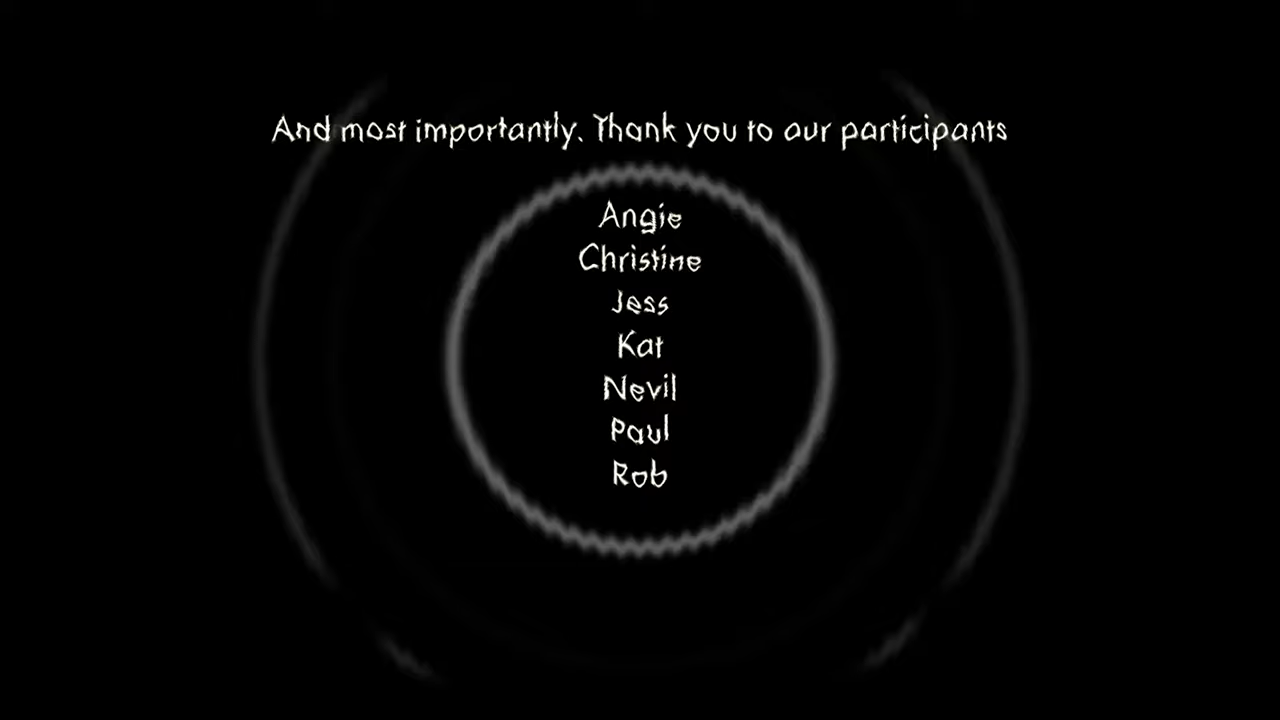 And most importantly. Thank you to our participants
Angie
Christine
Jess
Kat
Nevil
Paul
Rob